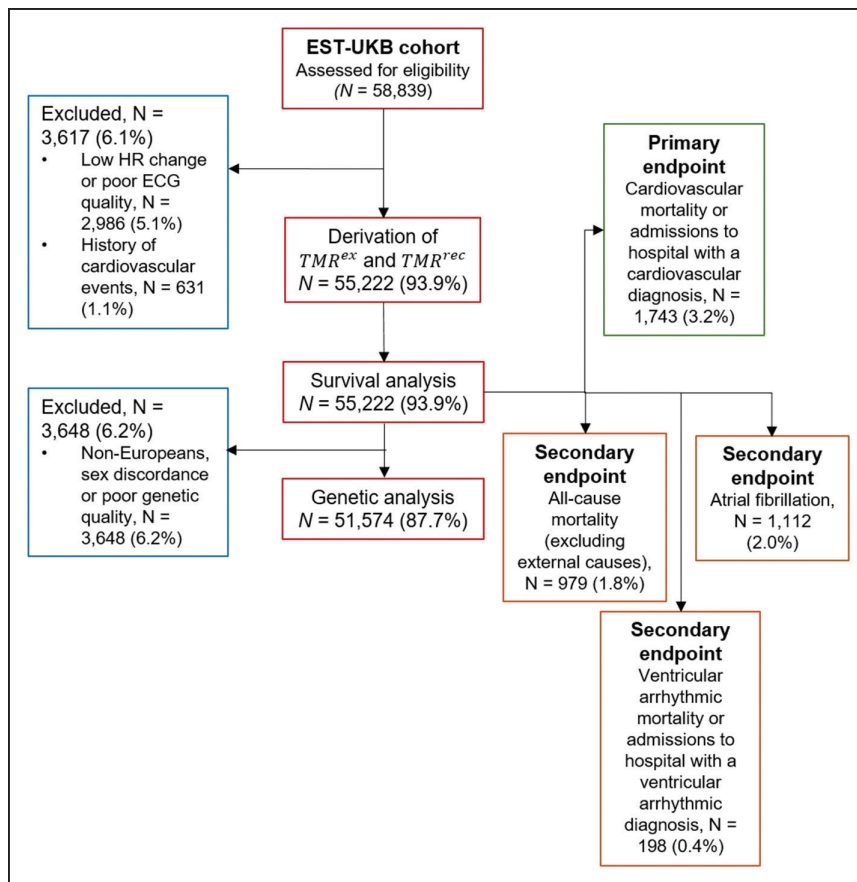 EST-UKB cohort
Assessed for eligibility
(N = 58,839)
Excluded, N =
3,617 (6.1%)
• Low HR change
or poor ECG
quality, N =
2,986 (5.1%)
• History of
cardiovascular
events, N = 631
(1.1%)
Derivation of
TMR^ex and TMR^rec
N = 55,222 (93.9%)
Primary
endpoint
Cardiovascular
mortality or
admissions to
hospital with a
cardiovascular
diagnosis, N =
1,743 (3.2%)
Survival analysis
N = 55,222 (93.9%)
Excluded, N =
3,648 (6.2%)
• Non-Europeans,
sex discordance
or poor genetic
quality, N =
3,648 (6.2%)
Genetic analysis
N = 51,574 (87.7%)
Secondary
endpoint
All-cause
mortality
(excluding
external causes),
N = 979 (1.8%)
Secondary
endpoint
Atrial fibrillation,
N = 1,112
(2.0%)
Secondary
endpoint
Ventricular
arrhythmic
mortality or
admissions to
hospital with a
ventricular
arrhythmic
diagnosis, N =
198 (0.4%)